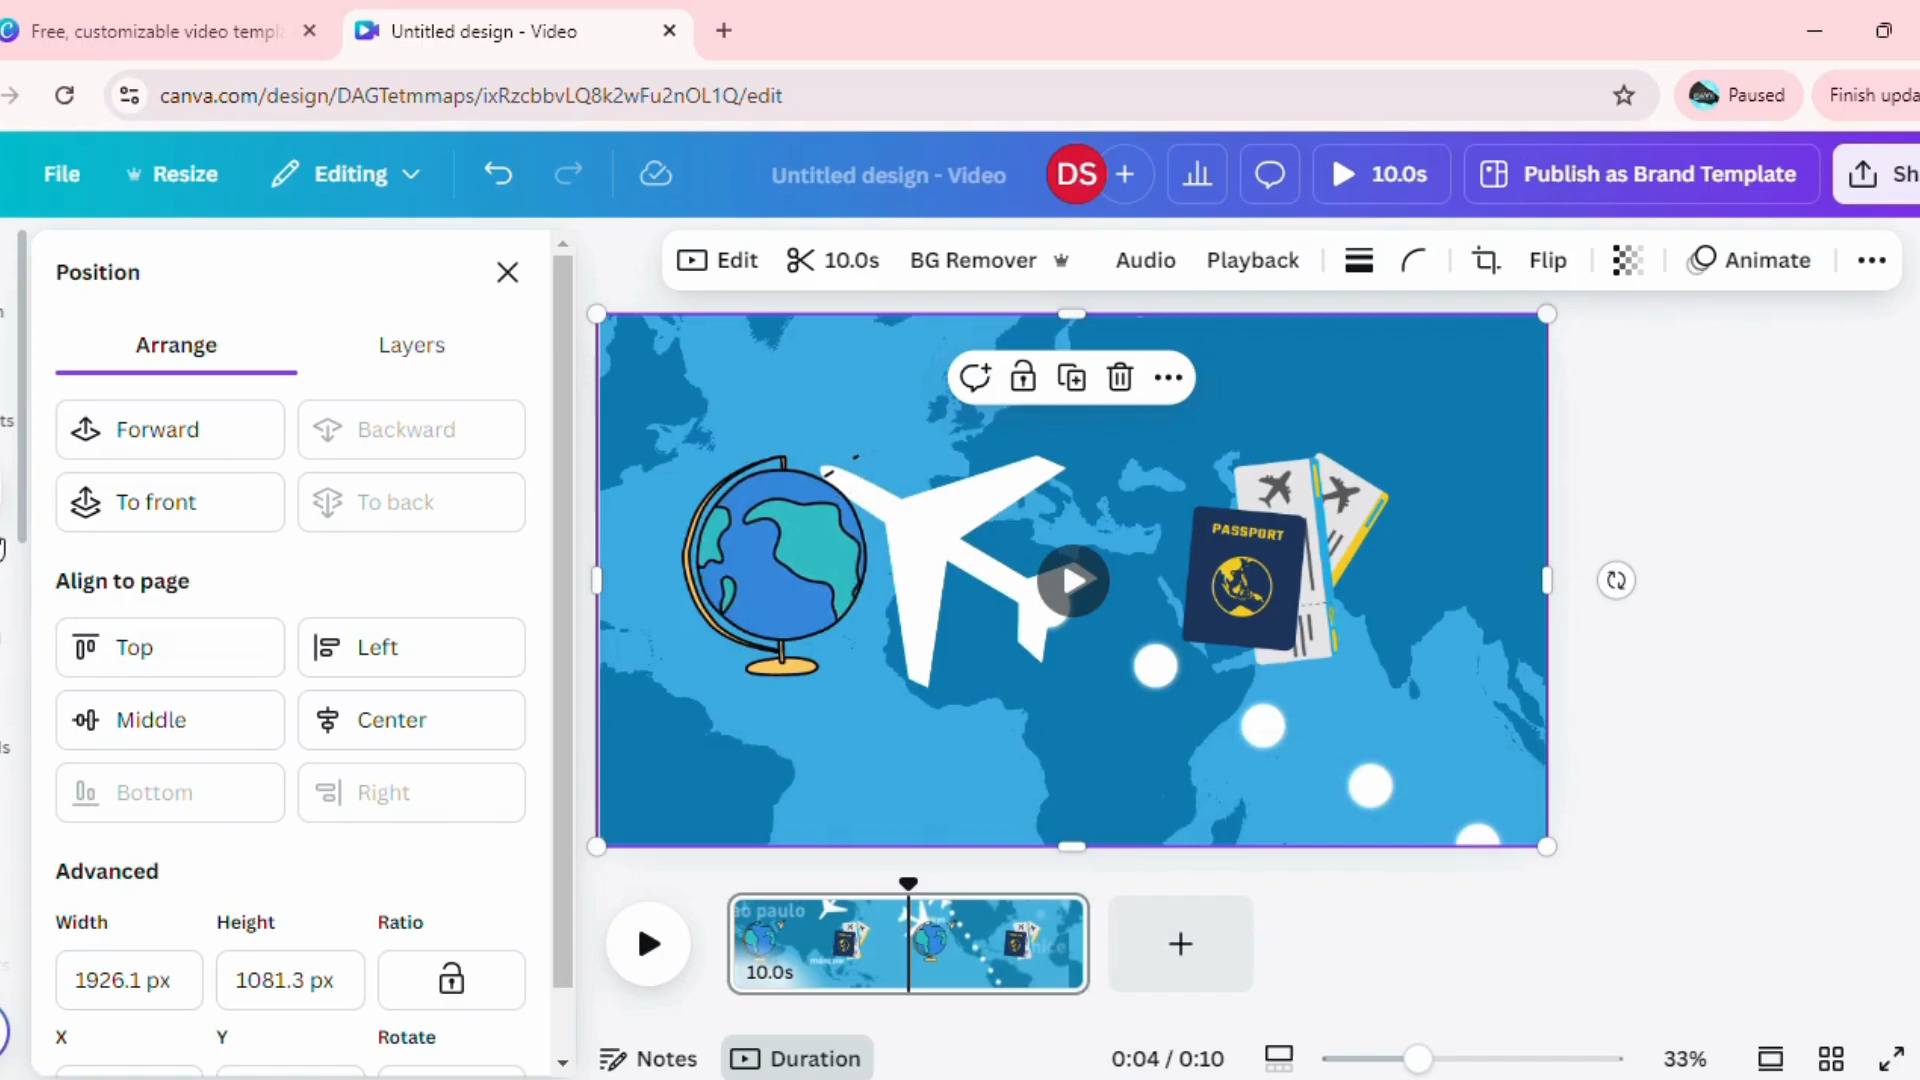 Free, customizable video templ
Untitled design - Video
canva.com/design/DAGTetmmaps/ixRzcbbvLQ8k2wFu2nOL1Q/edit
Paused
Finish upda
File
Resize
Editing
Untitled design - Video
DS
10.0s
Publish as Brand Template
Sh
Position
Edit
10.0s
BG Remover
Audio
Playback
Flip
Animate
Arrange
Layers
Forward
Backward
To front
To back
PASSPORT
Align to page
Top
Left
Middle
Center
Bottom
Right
Advanced
Width
Height
Ratio
1926.1 px
1081.3 px
ao paulo
10.0s
X
Y
Rotate
Notes
Duration
0:04 / 0:10
33%